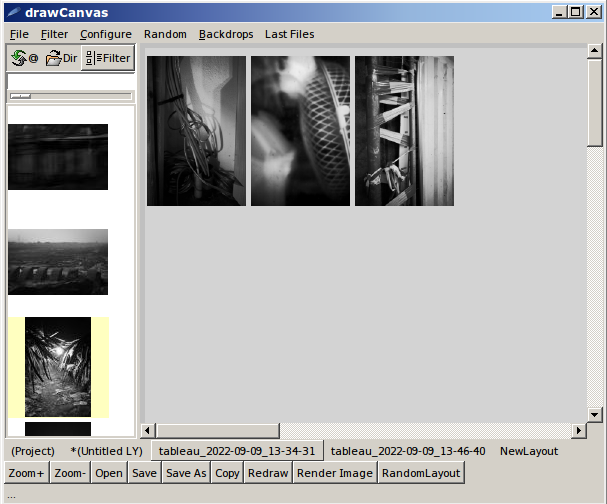 drawCanvas
File Filter Configure Random Backdrops Last Files
@ Dir Filter
(Project) *(Untitled LY) tableau_2022-09-09_13-34-31 tableau_2022-09-09_13-46-40 NewLayout
Zoom+ Zoom- Open Save Save As Copy Redraw Render Image RandomLayout
...